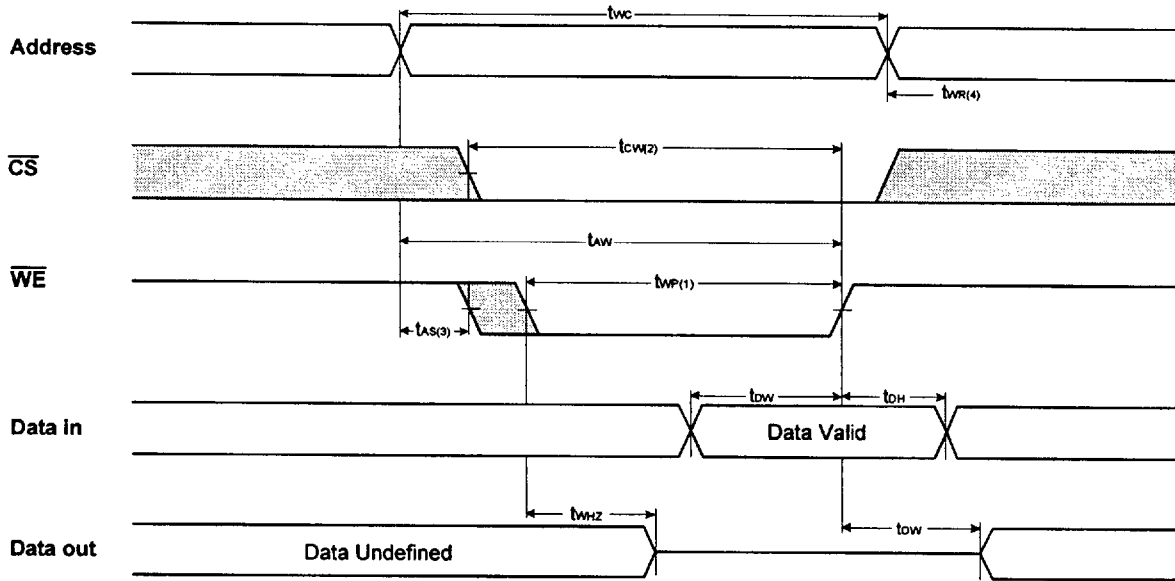 tWC
Address
tWR(4)
tCW(2)
CS
tAW
WE
tWP(1)
tAS(3)
tDW
tDH
Data in
Data Valid
tWHZ
tOW
Data out
Data Undefined